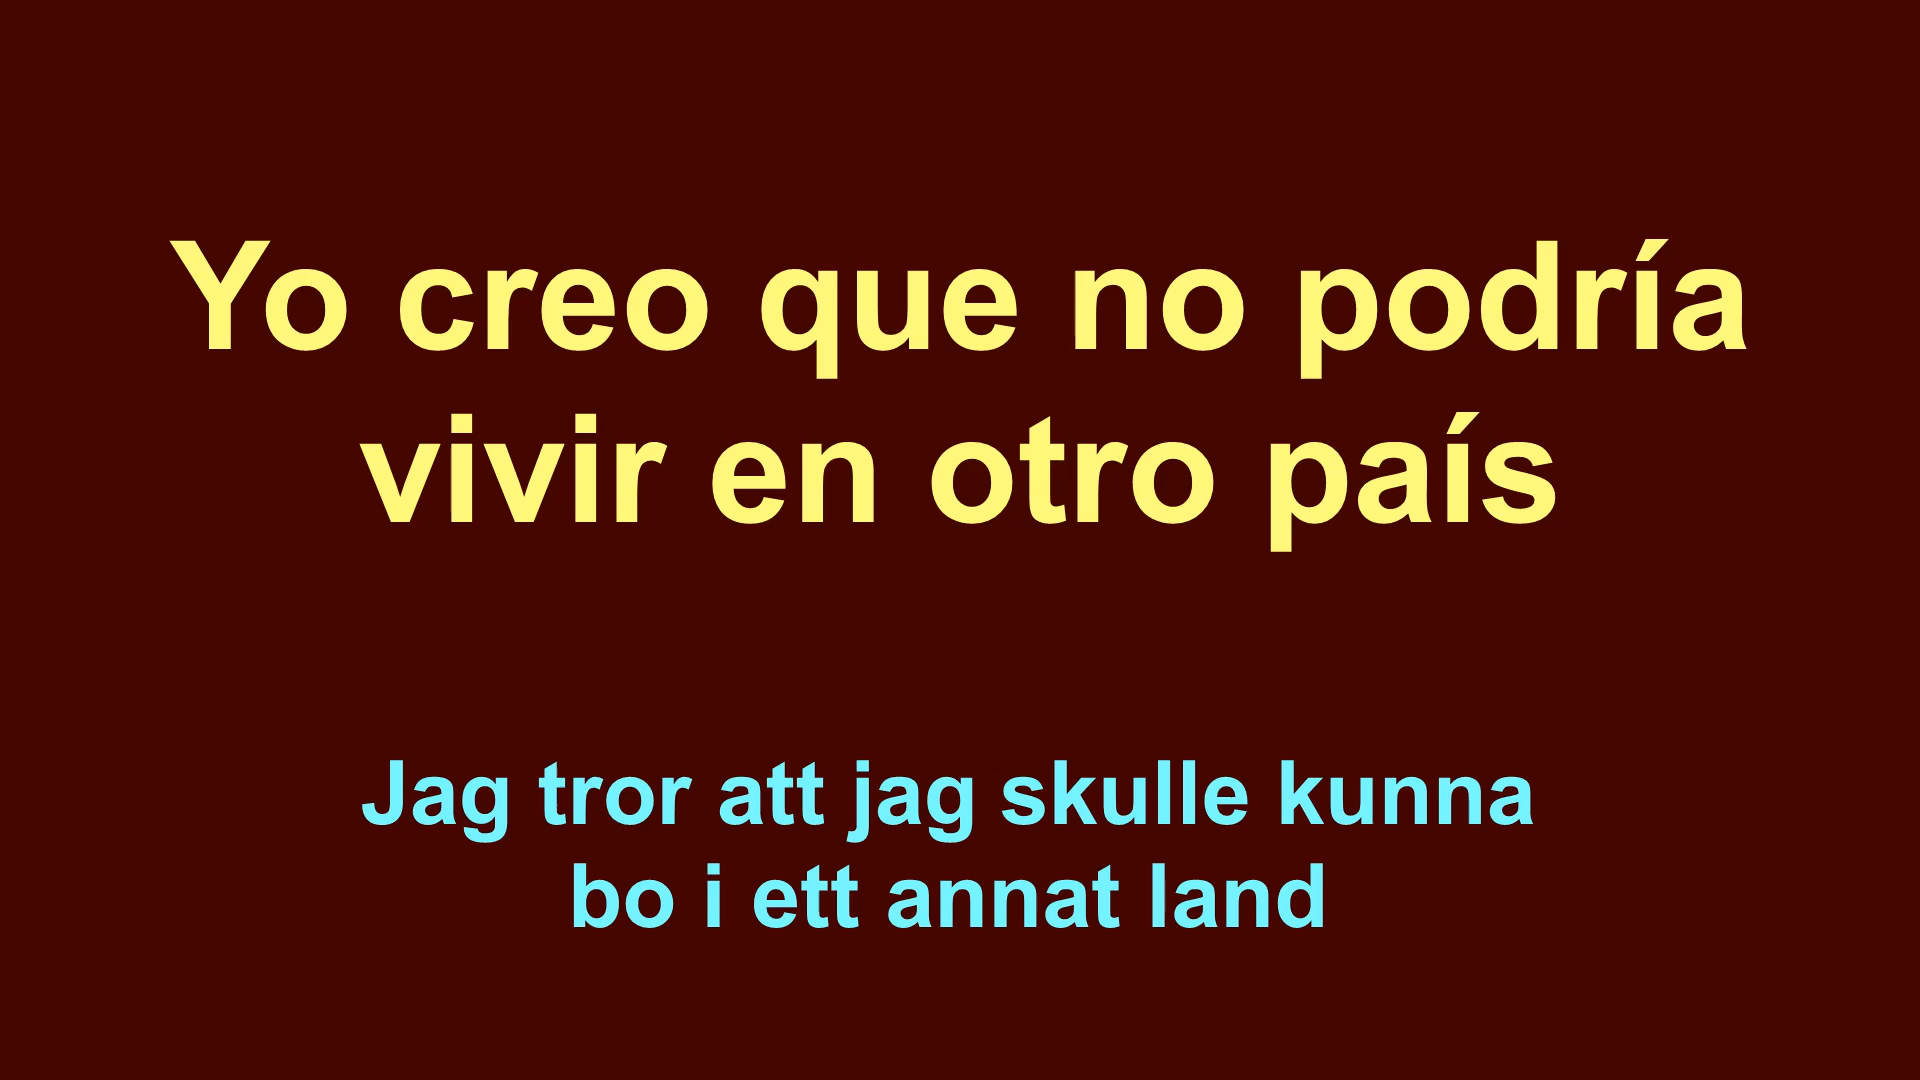 Yo creo que no podría
vivir en otro país
Jag tror att jag skulle kunna
bo i ett annat land